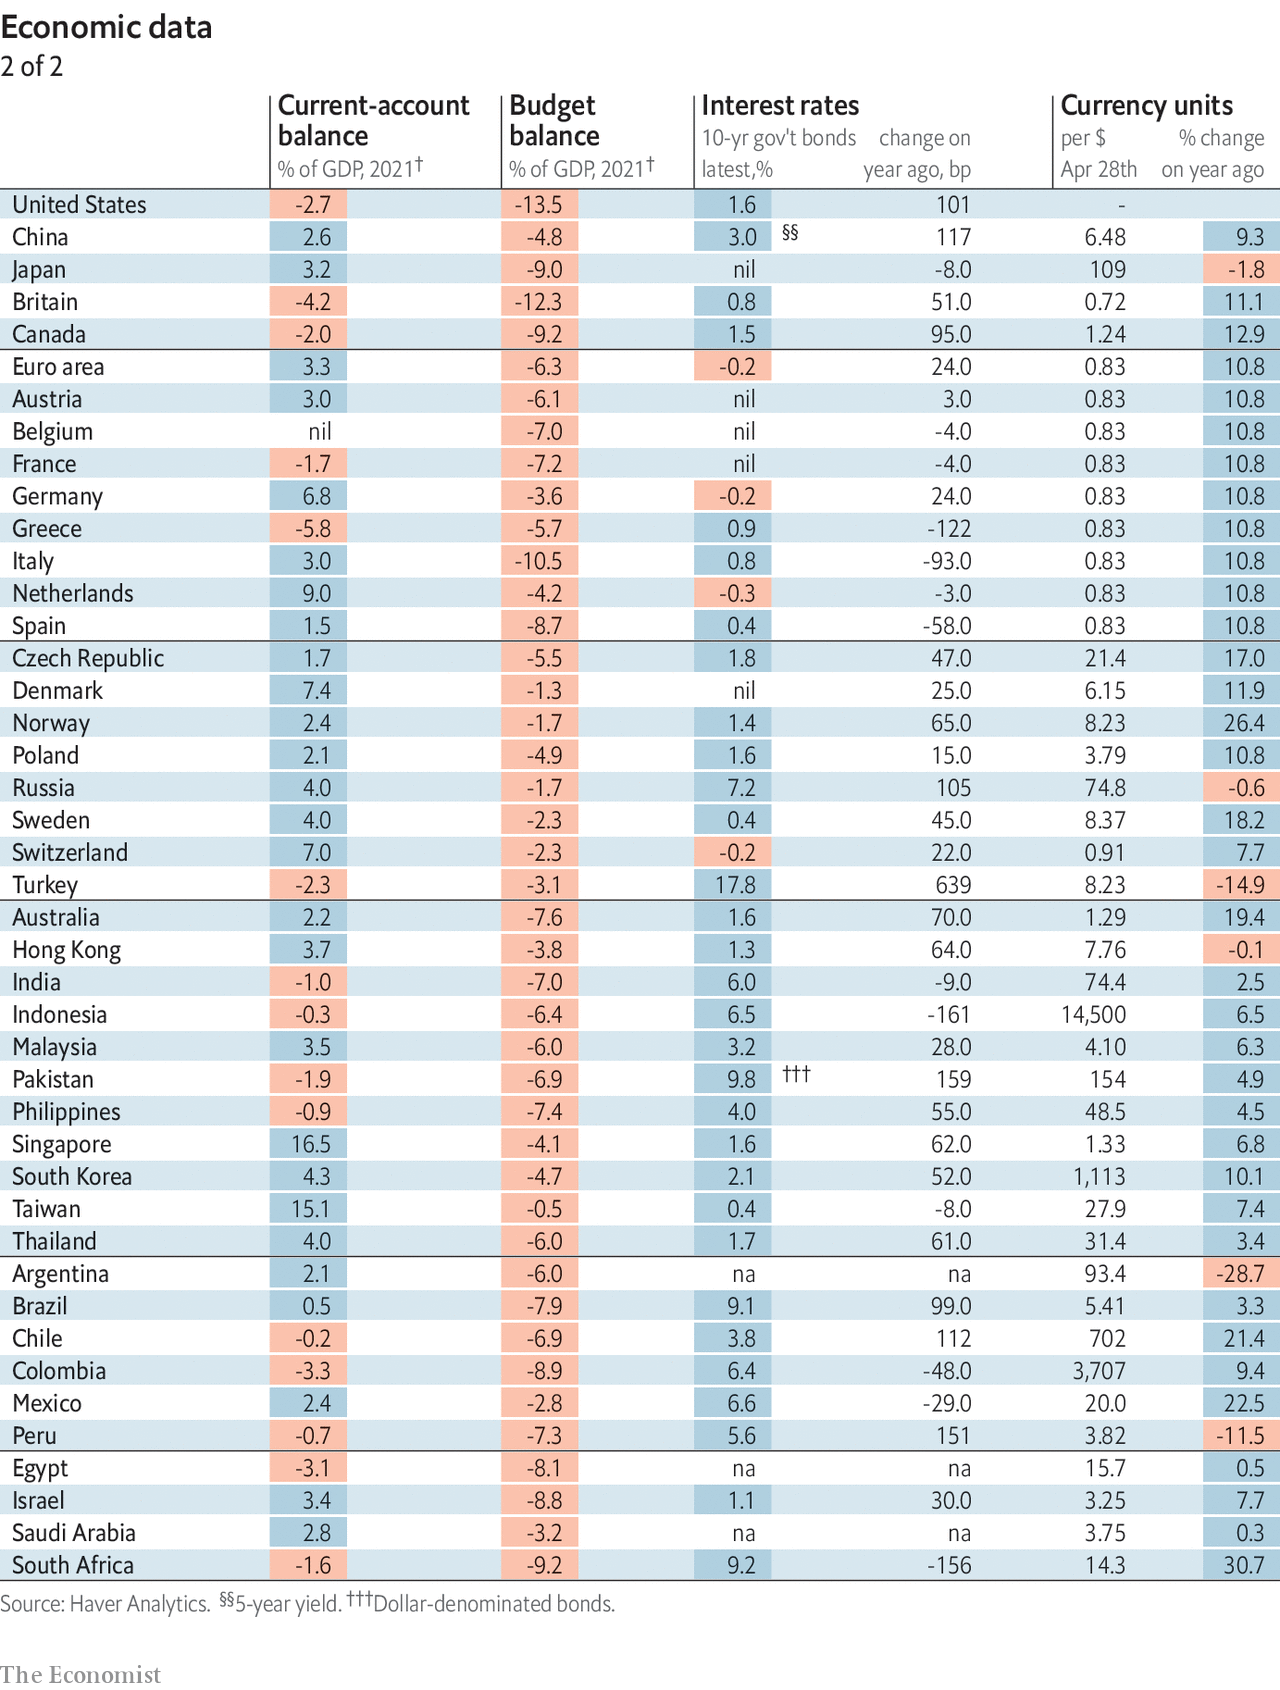 Economic data
2 of 2
Current-account balance % of GDP, 2021† Budget balance % of GDP, 2021† Interest rates 10-yr gov't bonds latest,% change on year ago, bp Currency units per $ Apr 28th % change on year ago
United States -2.7 -13.5 1.6 101 -
China 2.6 -4.8 3.0 §§ 117 6.48 9.3
Japan 3.2 -9.0 nil -8.0 109 -1.8
Britain -4.2 -12.3 0.8 51.0 0.72 11.1
Canada -2.0 -9.2 1.5 95.0 1.24 12.9
Euro area 3.3 -6.3 -0.2 24.0 0.83 10.8
Austria 3.0 -6.1 nil 3.0 0.83 10.8
Belgium nil -7.0 nil -4.0 0.83 10.8
France -1.7 -7.2 nil -4.0 0.83 10.8
Germany 6.8 -3.6 -0.2 24.0 0.83 10.8
Greece -5.8 -5.7 0.9 -122 0.83 10.8
Italy 3.0 -10.5 0.8 -93.0 0.83 10.8
Netherlands 9.0 -4.2 -0.3 -3.0 0.83 10.8
Spain 1.5 -8.7 0.4 -58.0 0.83 10.8
Czech Republic 1.7 -5.5 1.8 47.0 21.4 17.0
Denmark 7.4 -1.3 nil 25.0 6.15 11.9
Norway 2.4 -1.7 1.4 65.0 8.23 26.4
Poland 2.1 -4.9 1.6 15.0 3.79 10.8
Russia 4.0 -1.7 7.2 105 74.8 -0.6
Sweden 4.0 -2.3 0.4 45.0 8.37 18.2
Switzerland 7.0 -2.3 -0.2 22.0 0.91 7.7
Turkey -2.3 -3.1 17.8 639 8.23 -14.9
Australia 2.2 -7.6 1.6 70.0 1.29 19.4
Hong Kong 3.7 -3.8 1.3 64.0 7.76 -0.1
India -1.0 -7.0 6.0 -9.0 74.4 2.5
Indonesia -0.3 -6.4 6.5 -161 14,500 6.5
Malaysia 3.5 -6.0 3.2 28.0 4.10 6.3
Pakistan -1.9 -6.9 9.8 ††† 159 154 4.9
Philippines -0.9 -7.4 4.0 55.0 48.5 4.5
Singapore 16.5 -4.1 1.6 62.0 1.33 6.8
South Korea 4.3 -4.7 2.1 52.0 1,113 10.1
Taiwan 15.1 -0.5 0.4 -8.0 27.9 7.4
Thailand 4.0 -6.0 1.7 61.0 31.4 3.4
Argentina 2.1 -6.0 na na 93.4 -28.7
Brazil 0.5 -7.9 9.1 99.0 5.41 3.3
Chile -0.2 -6.9 3.8 112 702 21.4
Colombia -3.3 -8.9 6.4 -48.0 3,707 9.4
Mexico 2.4 -2.8 6.6 -29.0 20.0 22.5
Peru -0.7 -7.3 5.6 151 3.82 -11.5
Egypt -3.1 -8.1 na na 15.7 0.5
Israel 3.4 -8.8 1.1 30.0 3.25 7.7
Saudi Arabia 2.8 -3.2 na na 3.75 0.3
South Africa -1.6 -9.2 9.2 -156 14.3 30.7
Source: Haver Analytics. §§5-year yield. †††Dollar-denominated bonds.
The Economist